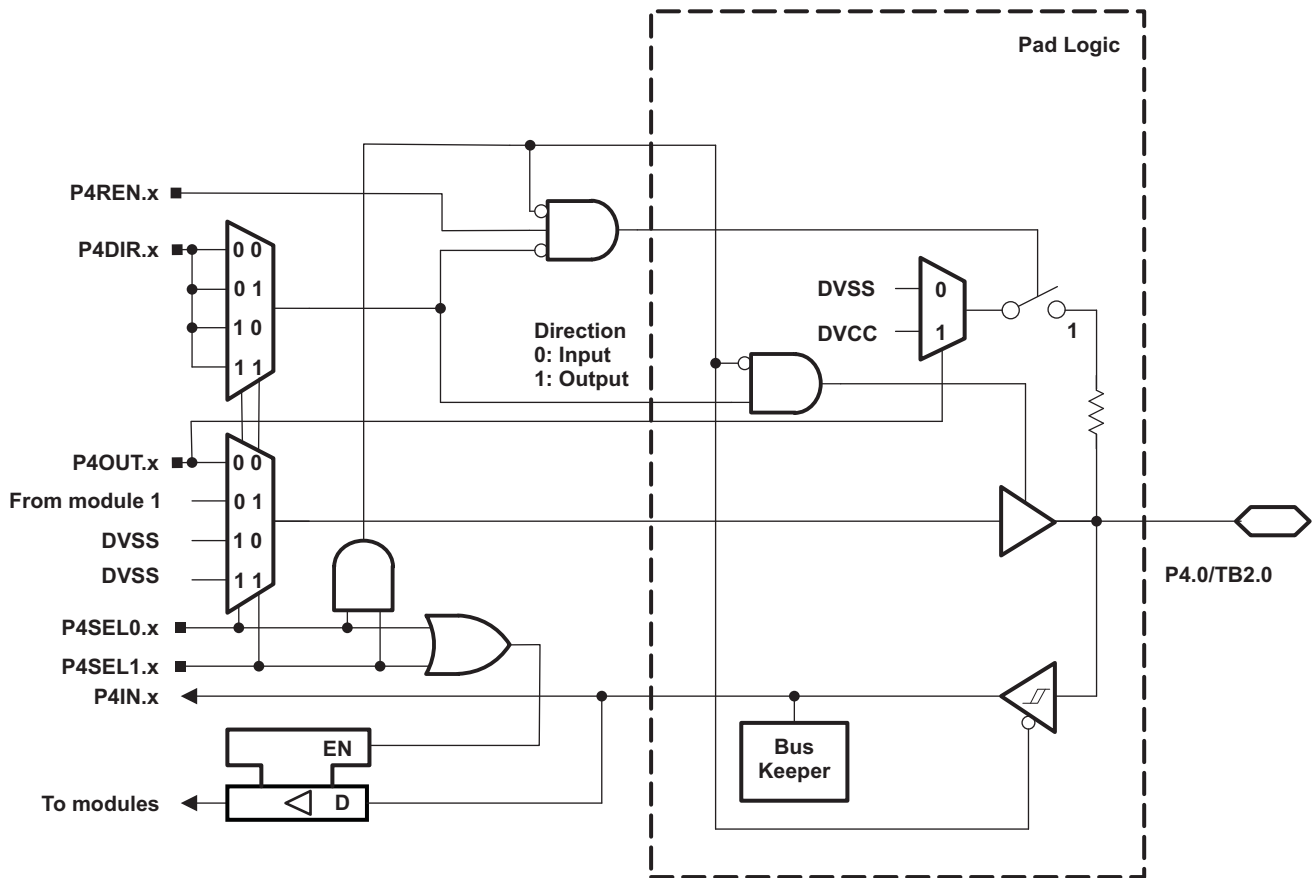 Pad Logic
P4REN.x
P4DIR.x
0 0
0 1
1 0
1 1
Direction
0: Input
1: Output
DVSS
0
DVCC
1
1
P4OUT.x
0 0
From module 1
0 1
DVSS
1 0
DVSS
1 1
P4.0/TB2.0
P4SEL0.x
P4SEL1.x
P4IN.x
EN
Bus
Keeper
To modules
D